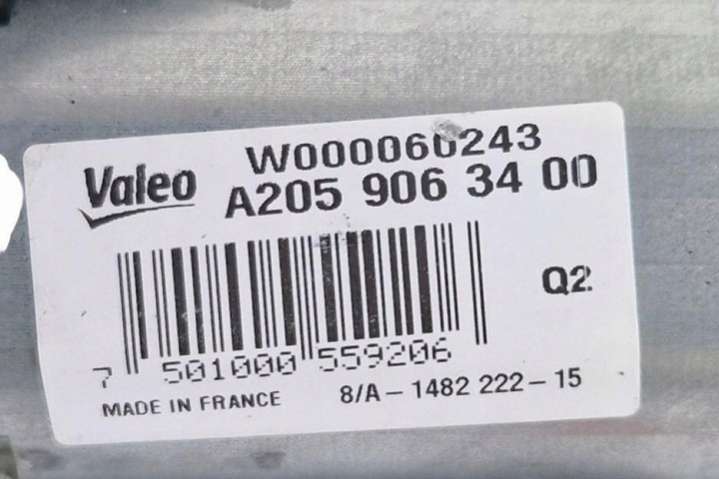 Valeo
W000060243
A205 906 34 00
Q2
7 501000 559206
MADE IN FRANCE
8/A-1482 222-15